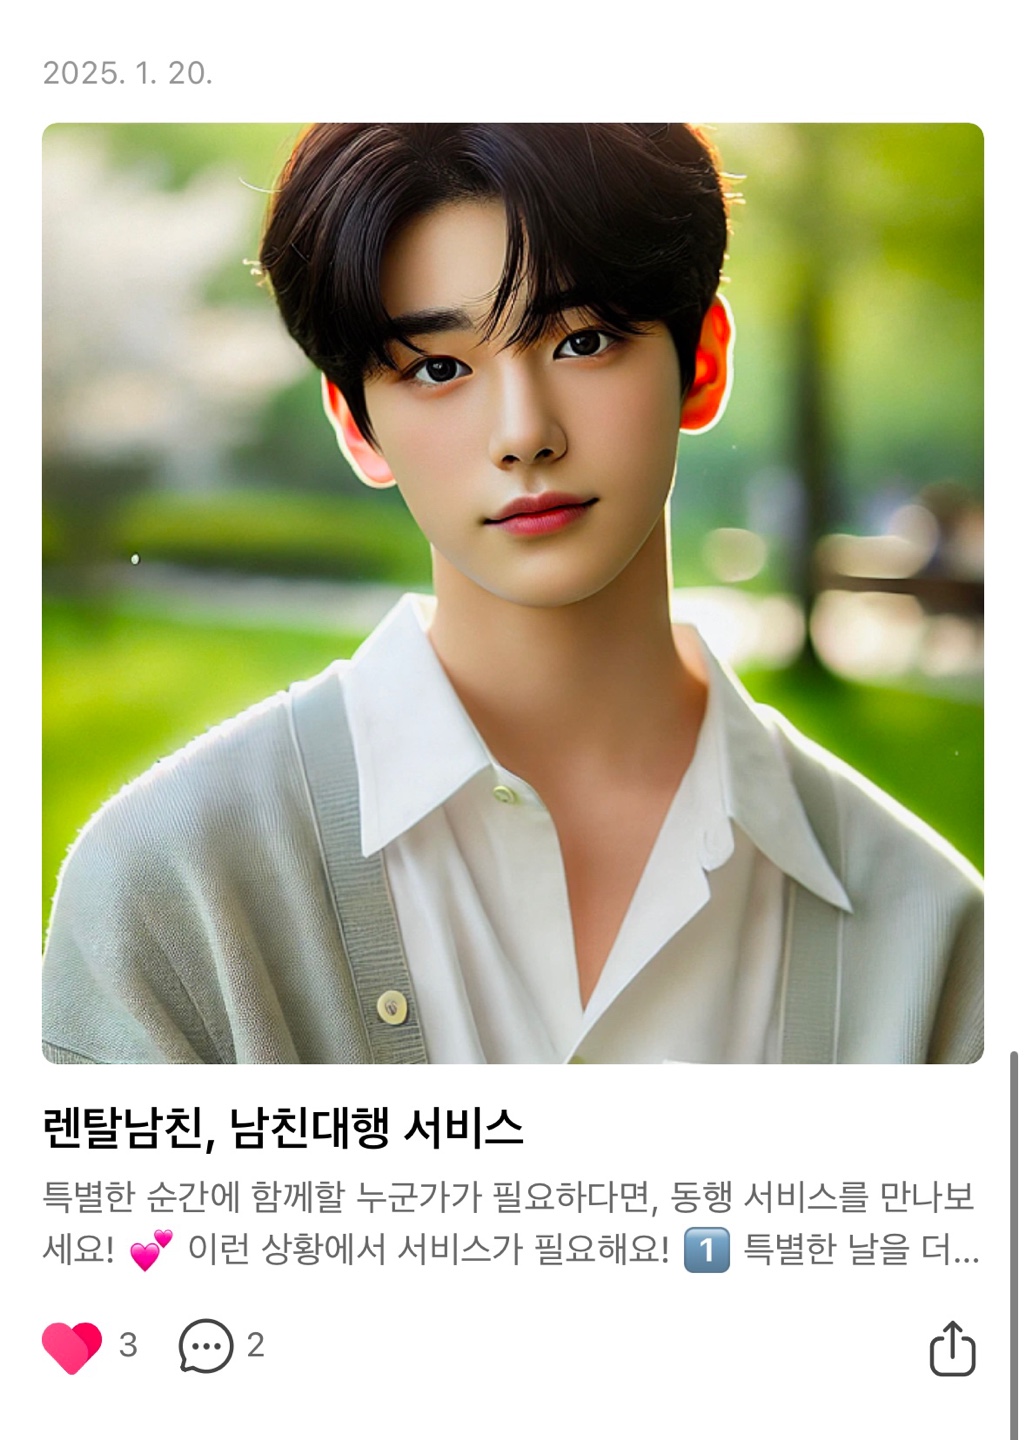 2025. 1. 20.
렌탈남친, 남친대행 서비스
특별한 순간에 함께할 누군가가 필요하다면, 동행 서비스를 만나보
세요! 💕 이런 상황에서 서비스가 필요해요! 1️⃣ 특별한 날을 더...
3 2